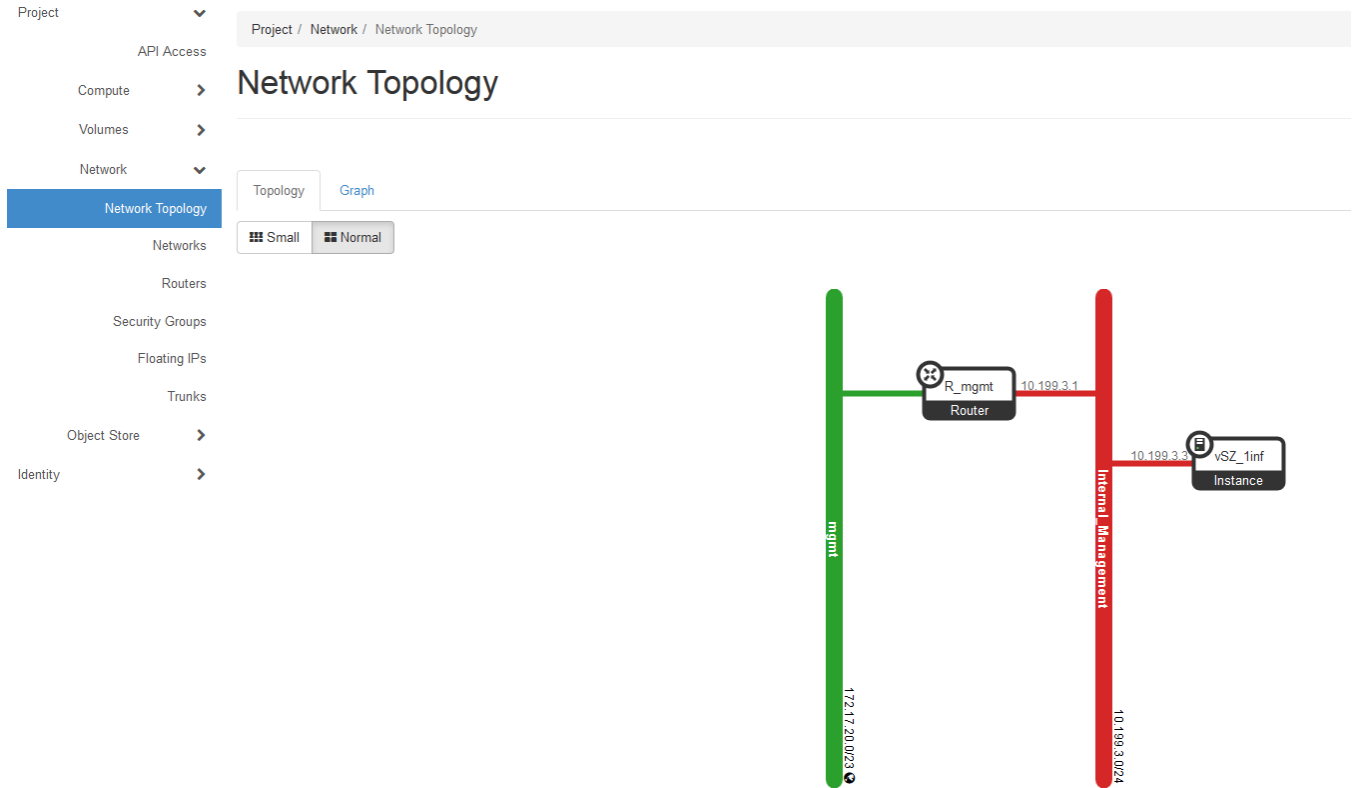 Project
API Access
Compute
Volumes
Network
Network Topology
Networks
Routers
Security Groups
Floating IPs
Trunks
Object Store
Identity
Project / Network / Network Topology
Network Topology
Topology
Graph
Small
Normal
mgmt
172.17.20.0/23
R_mgmt
Router
10.199.3.1
Internal_Management
10.199.3.0/24
10.199.3.3
vSZ_1inf
Instance